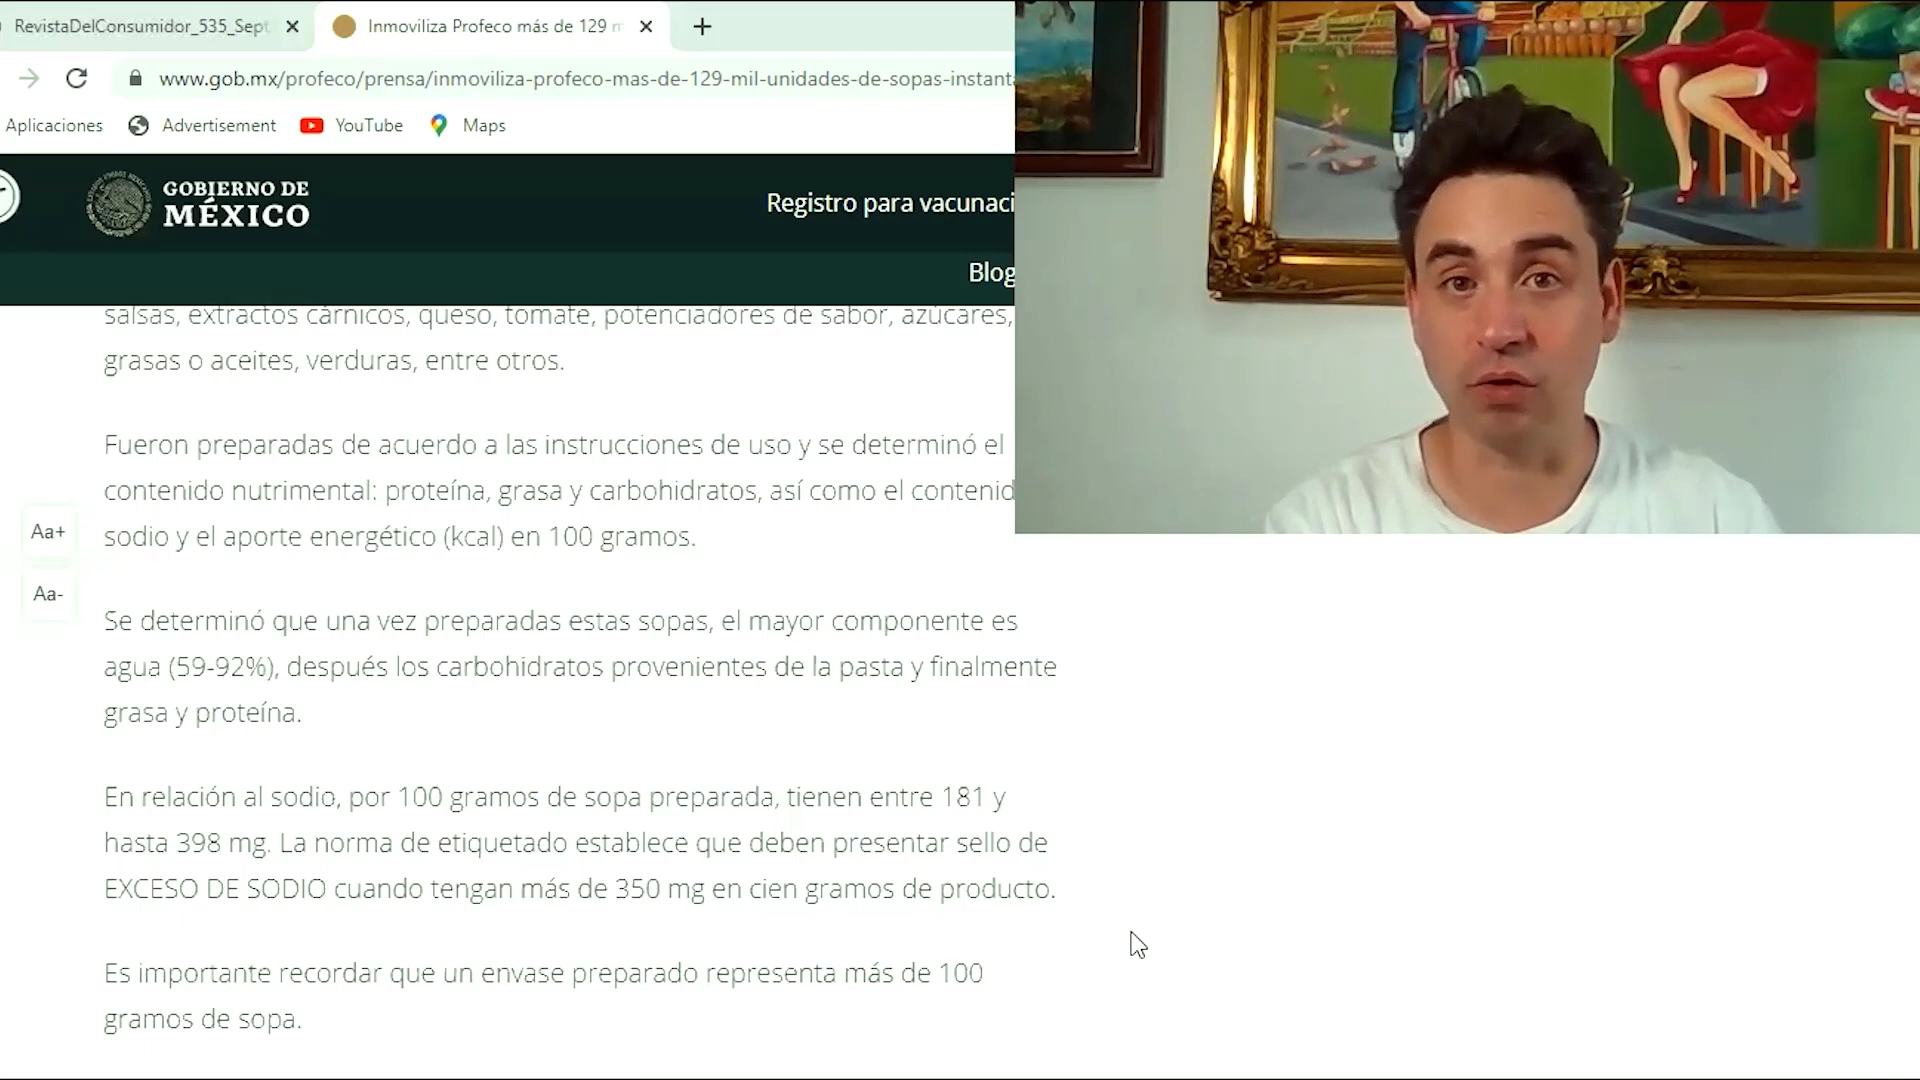 RevistaDelConsumidor_535_Sept
Inmoviliza Profeco más de 129 m
www.gob.mx/profeco/prensa/inmoviliza-profeco-mas-de-129-mil-unidades-de-sopas-instant
Aplicaciones
Advertisement
YouTube
Maps
GOBIERNO DE
MÉXICO
Registro para vacunaci
Blog
salsas, extractos cárnicos, queso, tomate, potenciadores de sabor, azúcares,
grasas o aceites, verduras, entre otros.
Fueron preparadas de acuerdo a las instrucciones de uso y se determinó el
contenido nutrimental: proteína, grasa y carbohidratos, así como el contenid
sodio y el aporte energético (kcal) en 100 gramos.
Aa+
Aa-
Se determinó que una vez preparadas estas sopas, el mayor componente es
agua (59-92%), después los carbohidratos provenientes de la pasta y finalmente
grasa y proteína.
En relación al sodio, por 100 gramos de sopa preparada, tienen entre 181 y
hasta 398 mg. La norma de etiquetado establece que deben presentar sello de
EXCESO DE SODIO cuando tengan más de 350 mg en cien gramos de producto.
Es importante recordar que un envase preparado representa más de 100
gramos de sopa.